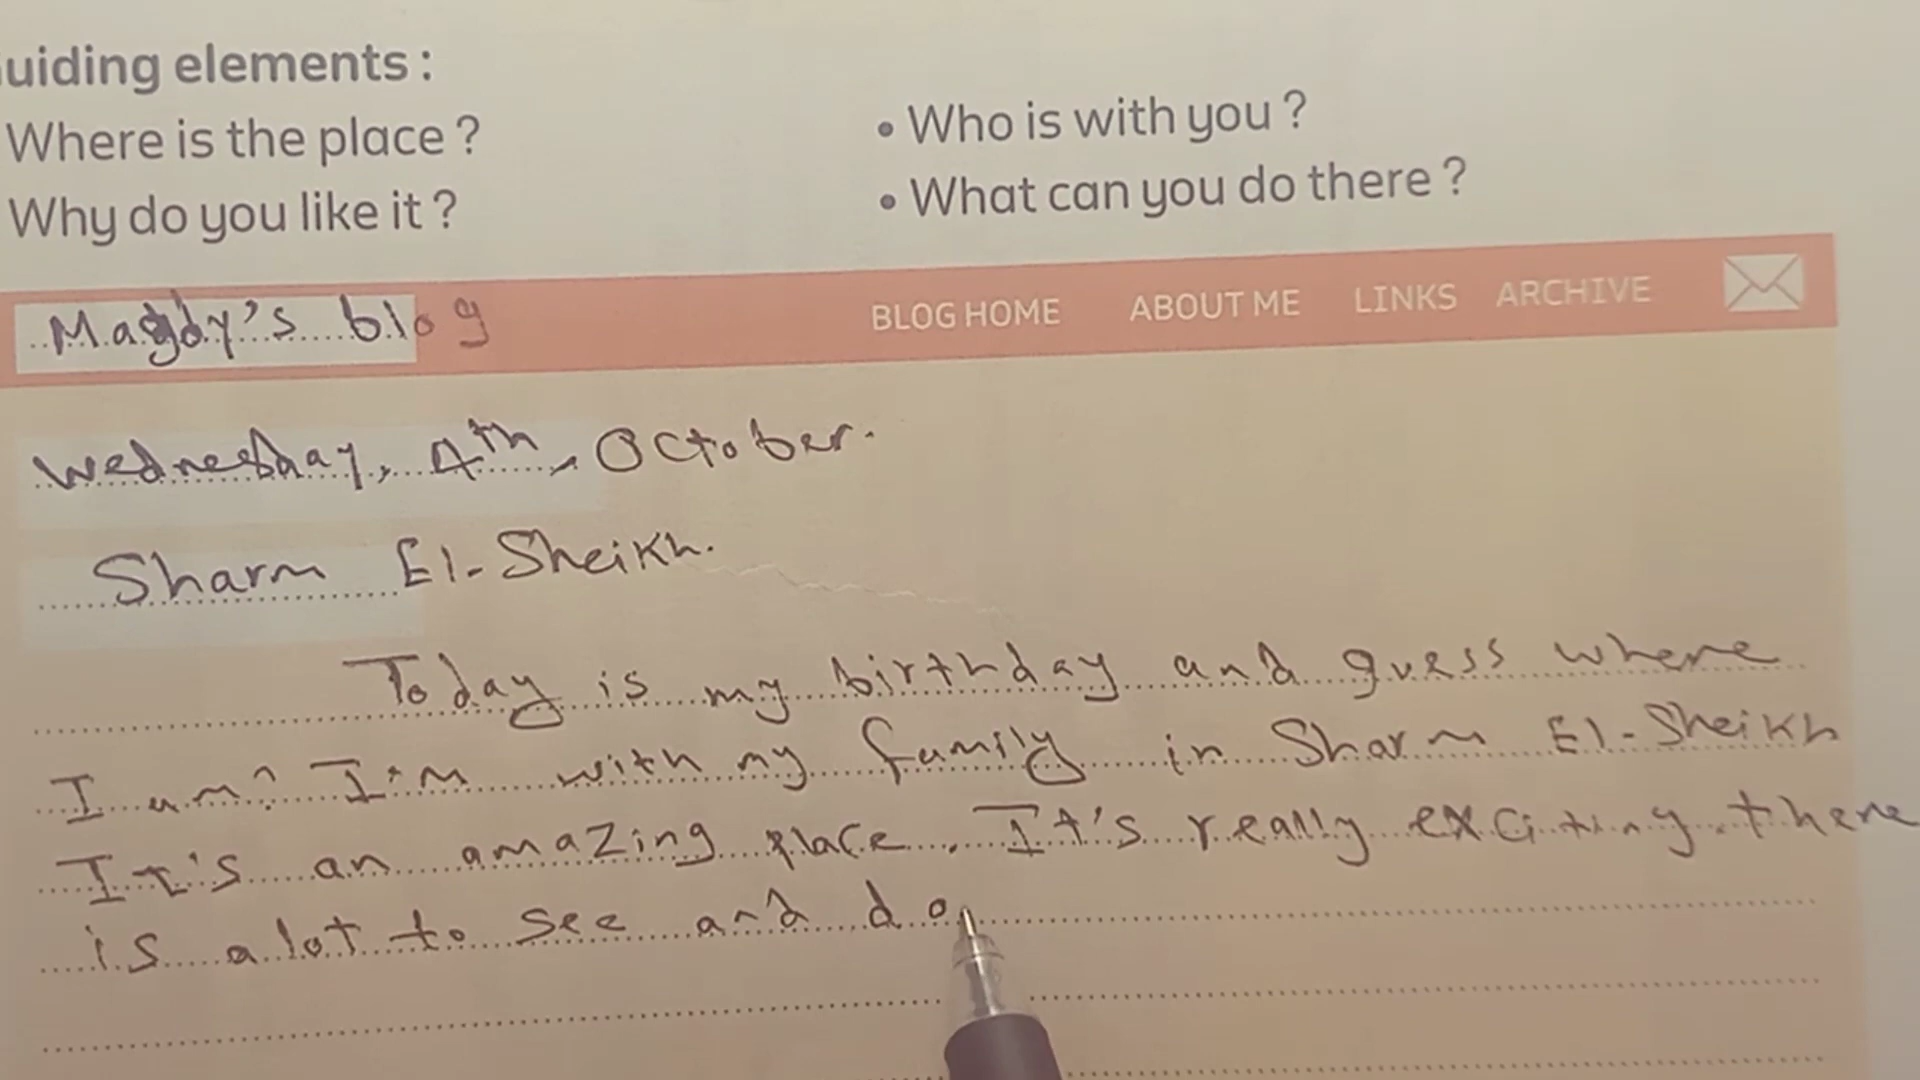 uiding elements :
Where is the place ?
• Who is with you ?
Why do you like it ?
• What can you do there ?
Magdy's blog
BLOG HOME ABOUT ME LINKS ARCHIVE
Wednesday, 4th, October.
Sharm El-Sheikh.
Today is my birthday and guess where
I am? I'm with my family in Sharm El-Sheikh
It's an amazing place. It's really exciting. there
is a lot to see and do